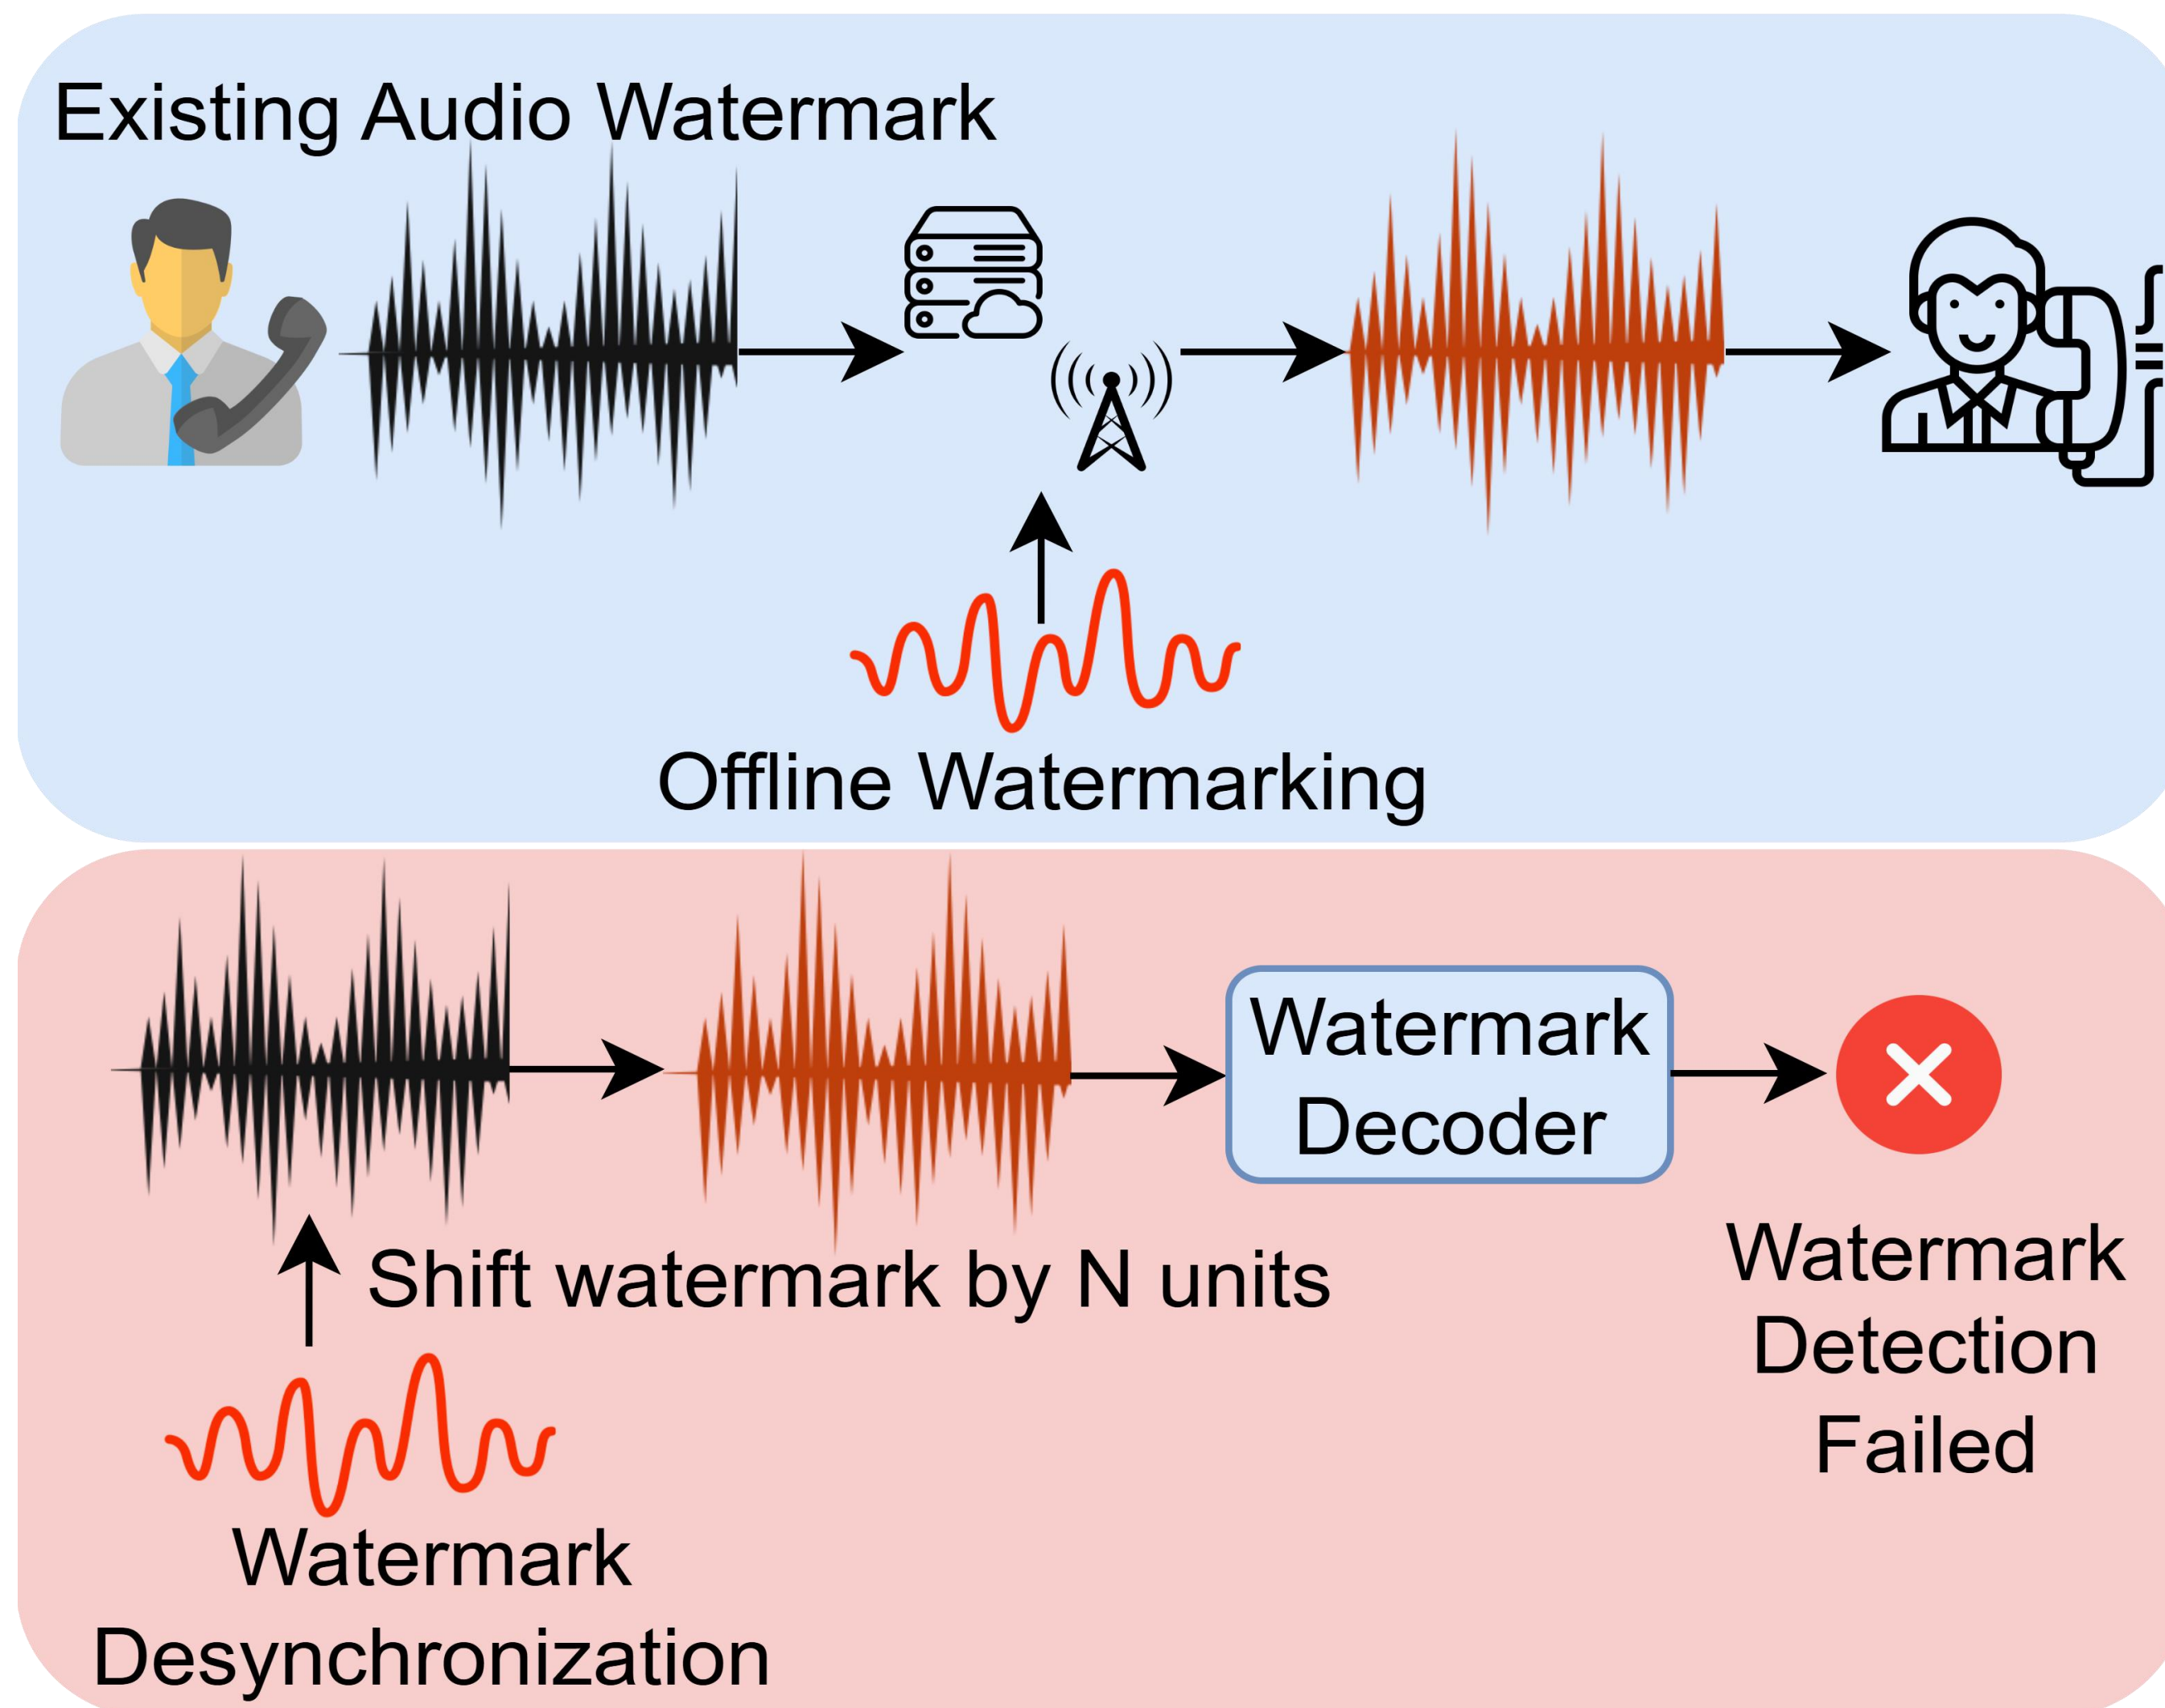 Existing Audio Watermark
Offline Watermarking
Watermark
Decoder
Shift watermark by N units
Watermark
Detection
Failed
Watermark
Desynchronization